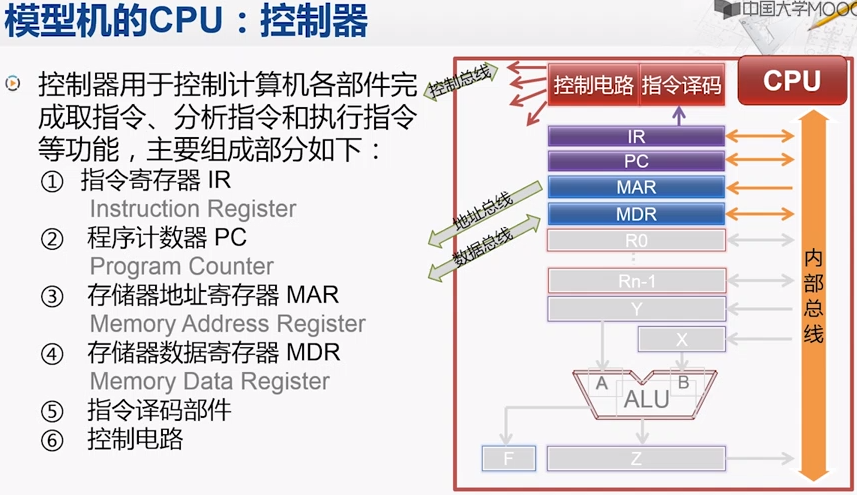 模型机的CPU：控制器
中国大学MOOC
控制器用于控制计算机各部件完
成取指令、分析指令和执行指令
等功能，主要组成部分如下：
① 指令寄存器 IR
Instruction Register
② 程序计数器 PC
Program Counter
③ 存储器地址寄存器 MAR
Memory Address Register
④ 存储器数据寄存器 MDR
Memory Data Register
⑤ 指令译码部件
⑥ 控制电路
控制总线
地址总线
数据总线
控制电路
指令译码
CPU
IR
PC
MAR
MDR
R0
Rn-1
Y
X
A
B
ALU
F
Z
内部总线